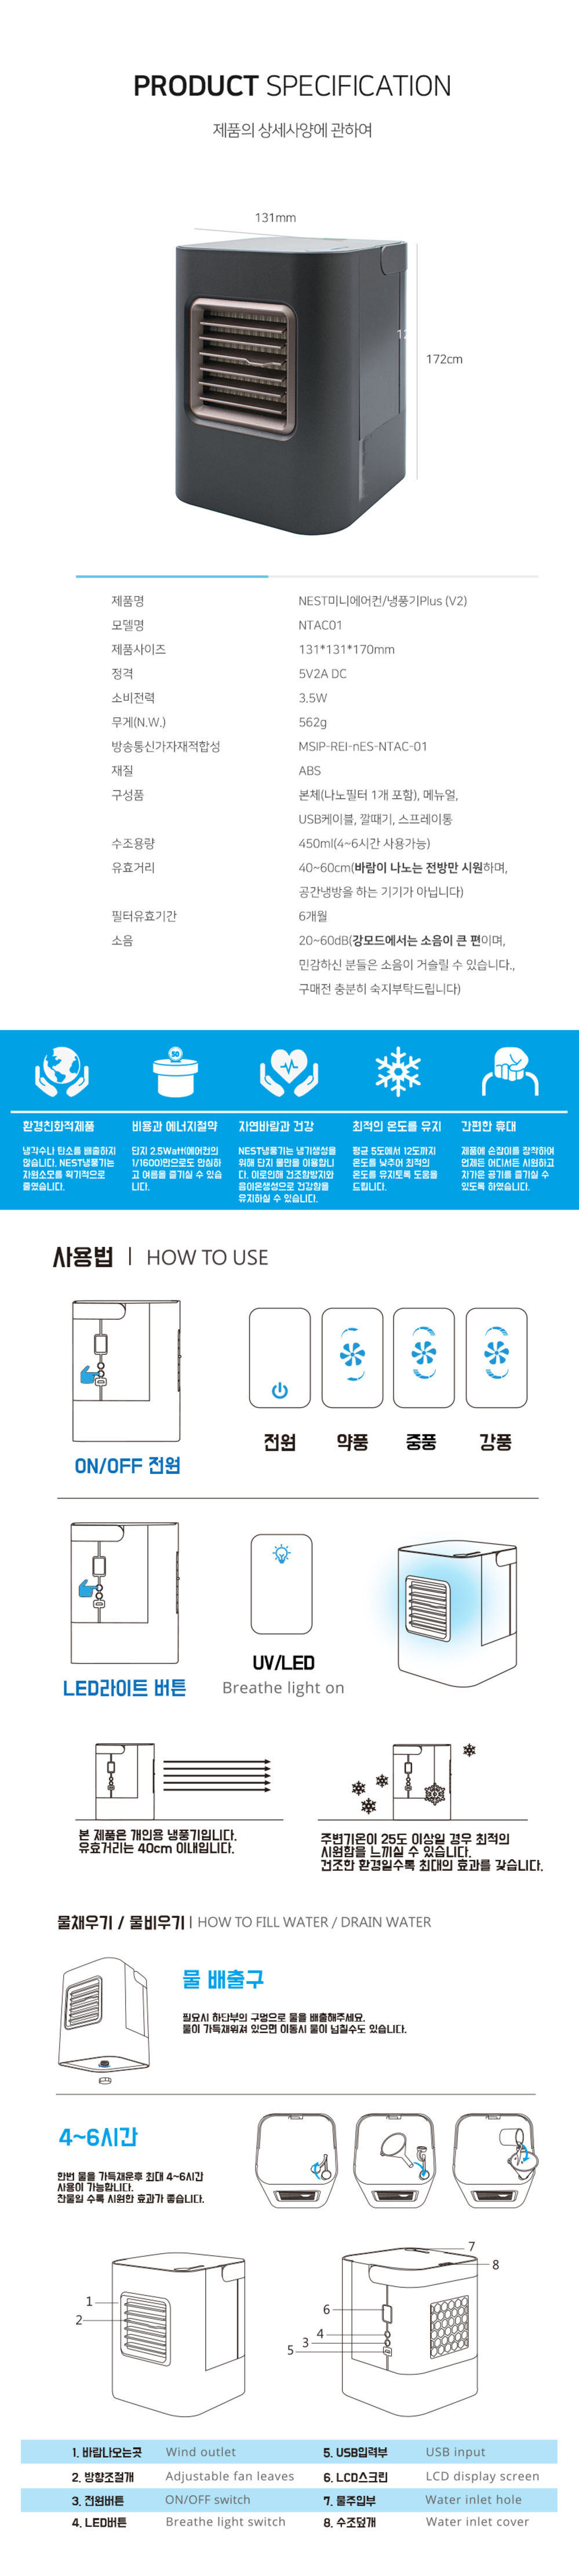 PRODUCT SPECIFICATION
제품의 상세사양에 관하여
131mm
12
172cm
제품명 NEST미니에어컨/냉풍기Plus (V2)
모델명 NTAC01
제품사이즈 131*131*170mm
정격 5V2A DC
소비전력 3.5W
무게(N.W.) 562g
방송통신기자재적합성 MSIP-REI-nES-NTAC-01
재질 ABS
구성품 본체(나노필터 1개 포함), 메뉴얼,
USB케이블, 깔때기, 스프레이통
수조용량 450ml(4~6시간 사용가능)
유효거리 40~60cm(바람이 나노는 전방만 시원하며,
공간냉방을 하는 기기가 아닙니다)
필터유효기간 6개월
소음 20~60dB(강모드에서는 소음이 큰 편이며,
민감하신 분들은 소음이 거슬릴 수 있습니다.,
구매전 충분히 숙지부탁드립니다)
50
환경친화적제품
냉각수나 탄소를 배출하지
않습니다. NEST냉풍기는
자원소모를 획기적으로
줄였습니다.
비용과 에너지절약
단지 2.5Watt(에어컨의
1/1600)만으로도 안심하
고 여름을 즐기실 수 있습
니다.
자연바람과 건강
NEST냉풍기는 냉기생성을
위해 단지 물만을 이용합니
다. 이로인해 건조함방지와
음이온생성으로 건강함을
유지하실 수 있습니다.
최적의 온도를 유지
평균 5도에서 12도까지
온도를 낮추어 최적의
온도를 유지토록 도움을
드립니다.
간편한 휴대
제품에 손잡이를 장착하여
언제든 어디서든 시원하고
차가운 공기를 즐기실 수
있도록 하였습니다.
사용법 | HOW TO USE
전원 약풍 중풍 강풍
ON/OFF 전원
UV/LED
LED라이트 버튼
Breathe light on
본 제품은 개인용 냉풍기입니다.
유효거리는 40cm 이내입니다.
주변기온이 25도 이상일 경우 최적의
시원함을 느끼실 수 있습니다.
건조한 환경일수록 최대의 효과를 갖습니다.
물채우기 / 물비우기 | HOW TO FILL WATER / DRAIN WATER
물 배출구
필요시 하단부의 구멍으로 물을 배출해주세요.
물이 가득채워져 있으면 이동시 물이 넘칠수도 있습니다.
4~6시간
한번 물을 가득채운후 최대 4~6시간
사용이 가능합니다.
찬물일 수록 시원한 효과가 좋습니다.
7
8
1
2
6
4
3
5
1. 바람나오는곳 Wind outlet 5. USB입력부 USB input
2. 방향조절개 Adjustable fan leaves 6. LCD스크린 LCD display screen
3. 전원버튼 ON/OFF switch 7. 물주입부 Water inlet hole
4. LED버튼 Breathe light switch 8. 수조덮개 Water inlet cover